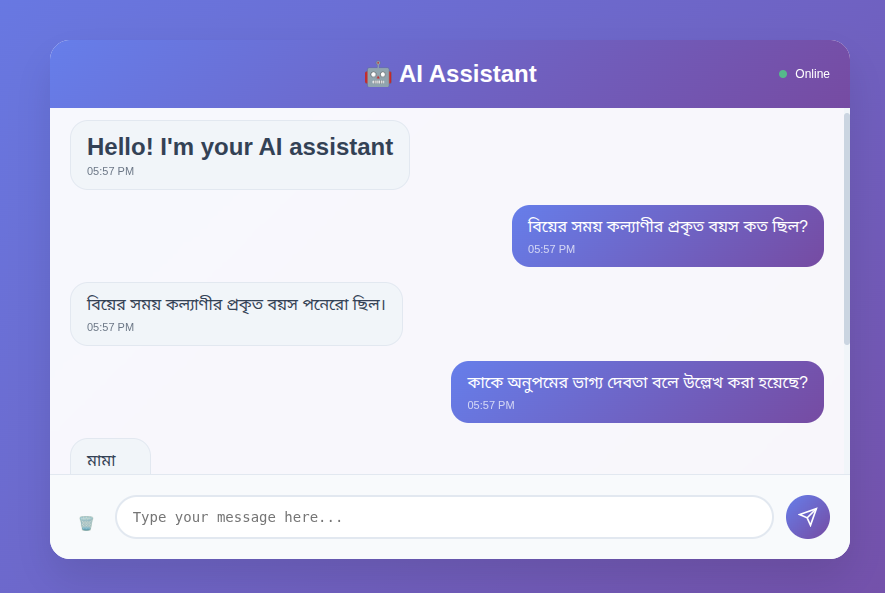 🤖 AI Assistant
Online
Hello! I'm your AI assistant
05:57 PM
বিয়ের সময় কল্যাণীর প্রকৃত বয়স কত ছিল?
05:57 PM
বিয়ের সময় কল্যাণীর প্রকৃত বয়স পনেরো ছিল।
05:57 PM
কাকে অনুপমের ভাগ্য দেবতা বলে উল্লেখ করা হয়েছে?
05:57 PM
মামা
Type your message here...